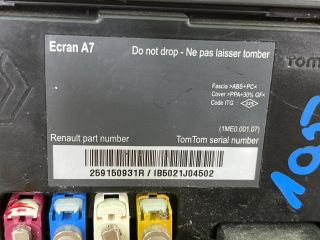 Ecran A7
Do not drop - Ne pas laisser tomber
TOMT
Fascia >ABS+PC<
Cover >PPA+30% GF<
Code ITG
(1ME0.001.07)
Renault part number
TomTom serial number
259150931R / IB5021J04502